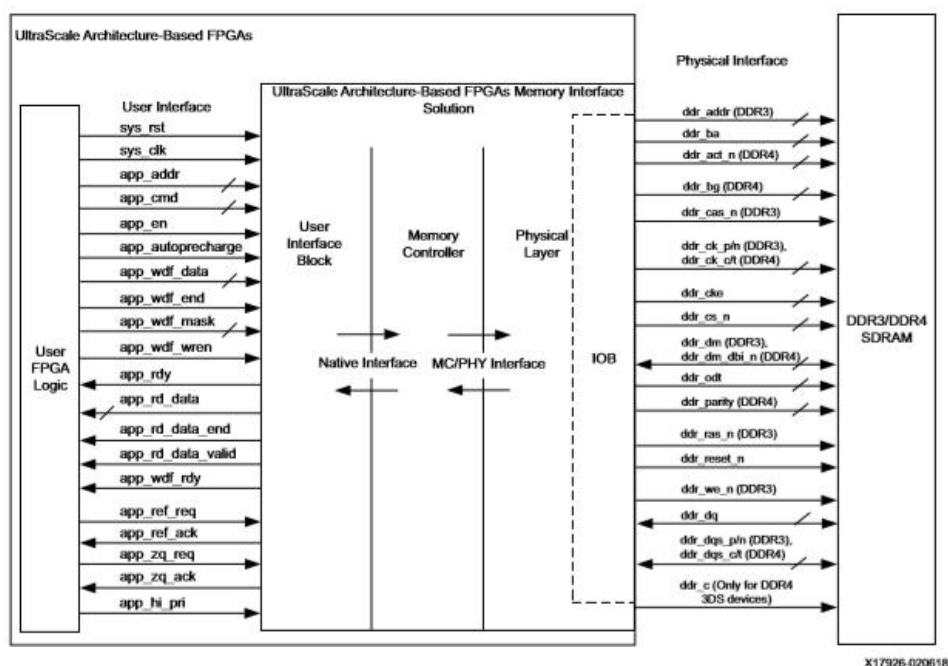 UltraScale Architecture-Based FPGAs
Physical Interface
User Interface
UltraScale Architecture-Based FPGAs Memory Interface
Solution
sys_rst
sys_clk
app_addr
app_cmd
app_en
app_autoprecharge
app_wdf_data
app_wdf_end
app_wdf_mask
app_wdf_wren
app_rdy
app_rd_data
app_rd_data_end
app_rd_data_valid
app_wdf_rdy
app_ref_req
app_ref_ack
app_zq_req
app_zq_ack
app_hi_pri
User
FPGA
Logic
User
Interface
Block
Memory
Controller
Physical
Layer
Native Interface
MC/PHY Interface
IOB
ddr_addr (DDR3)
ddr_ba
ddr_act_n (DDR4)
ddr_bg (DDR4)
ddr_cas_n (DDR3)
ddr_ck_p/n (DDR3),
ddr_ck_c/t (DDR4)
ddr_cke
ddr_cs_n
ddr_dm (DDR3),
ddr_dm_dbi_n (DDR4)
ddr_odt
ddr_parity (DDR4)
ddr_ras_n (DDR3)
ddr_reset_n
ddr_we_n (DDR3)
ddr_dq
ddr_dqs_p/n (DDR3),
ddr_dqs_c/t (DDR4)
ddr_c (Only for DDR4
3DS devices)
DDR3/DDR4
SDRAM
X17926-020618